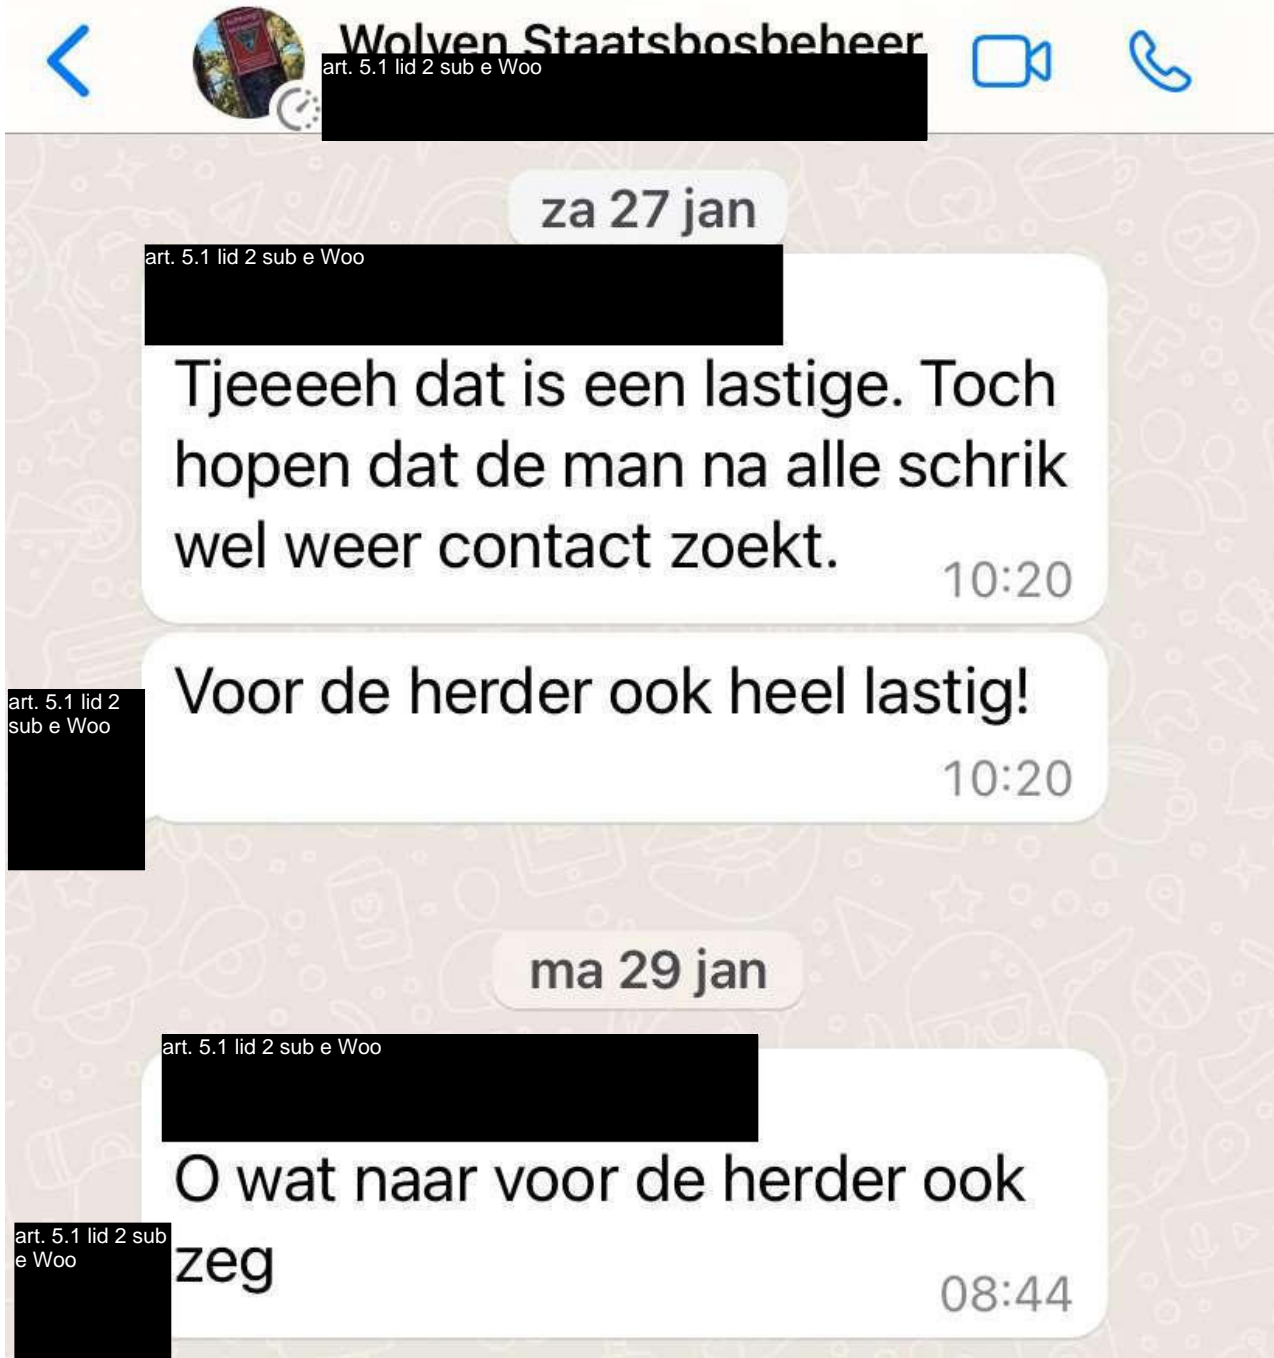 Wolven Staatsbosbeheer
art. 5.1 lid 2 sub e Woo
za 27 jan
art. 5.1 lid 2 sub e Woo
Tjeeeeh dat is een lastige. Toch
hopen dat de man na alle schrik
wel weer contact zoekt.
10:20
Voor de herder ook heel lastig!
10:20
art. 5.1 lid 2
sub e Woo
ma 29 jan
art. 5.1 lid 2 sub e Woo
O wat naar voor de herder ook
zeg
08:44
art. 5.1 lid 2 sub
e Woo